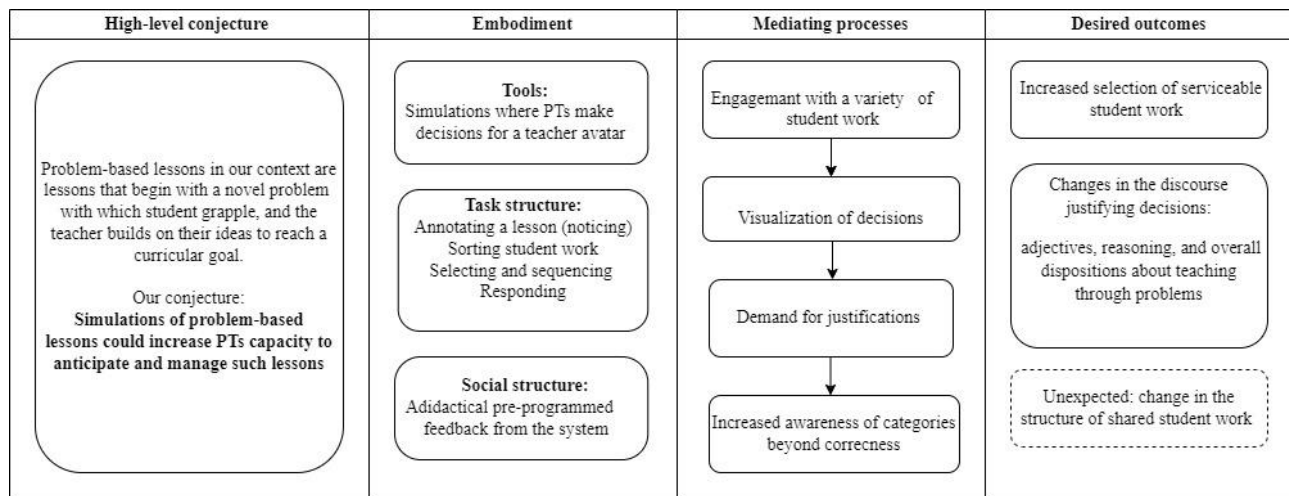 High-level conjecture
Embodiment
Mediating processes
Desired outcomes
Problem-based lessons in our context are
lessons that begin with a novel problem
with which student grapple, and the
teacher builds on their ideas to reach a
curricular goal.
Our conjecture:
Simulations of problem-based
lessons could increase PTs capacity to
anticipate and manage such lessons
Tools:
Simulations where PTs make
decisions for a teacher avatar
Task structure:
Annotating a lesson (noticing)
Sorting student work
Selecting and sequencing
Responding
Social structure:
Adidactical pre-programmed
feedback from the system
Engagemant with a variety of
student work
Visualization of decisions
Demand for justifications
Increased awareness of categories
beyond correcness
Increased selection of serviceable
student work
Changes in the discourse
justifying decisions:
adjectives, reasoning, and overall
dispositions about teaching
through problems
Unexpected: change in the
structure of shared student work